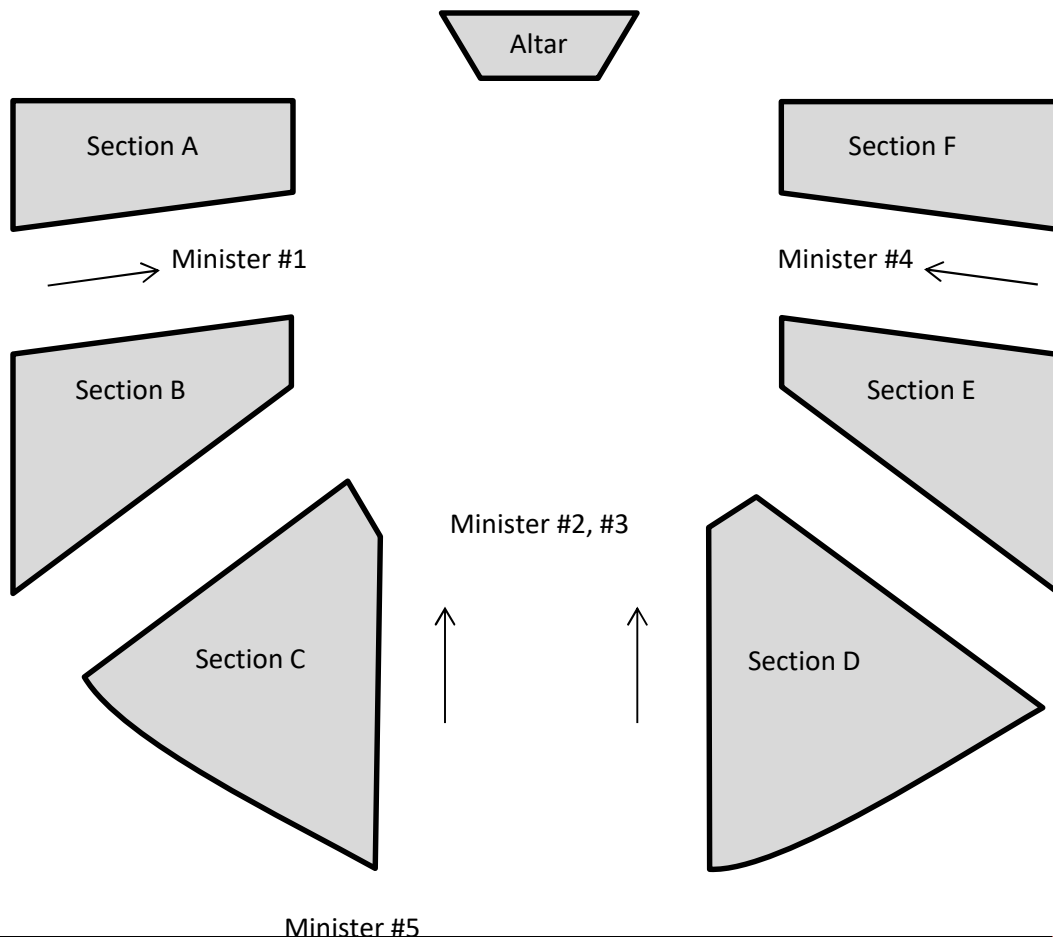 Altar
Section A
Section F
Minister #1
Minister #4
Section B
Section E
Minister #2, #3
Section C
Section D
Minister #5